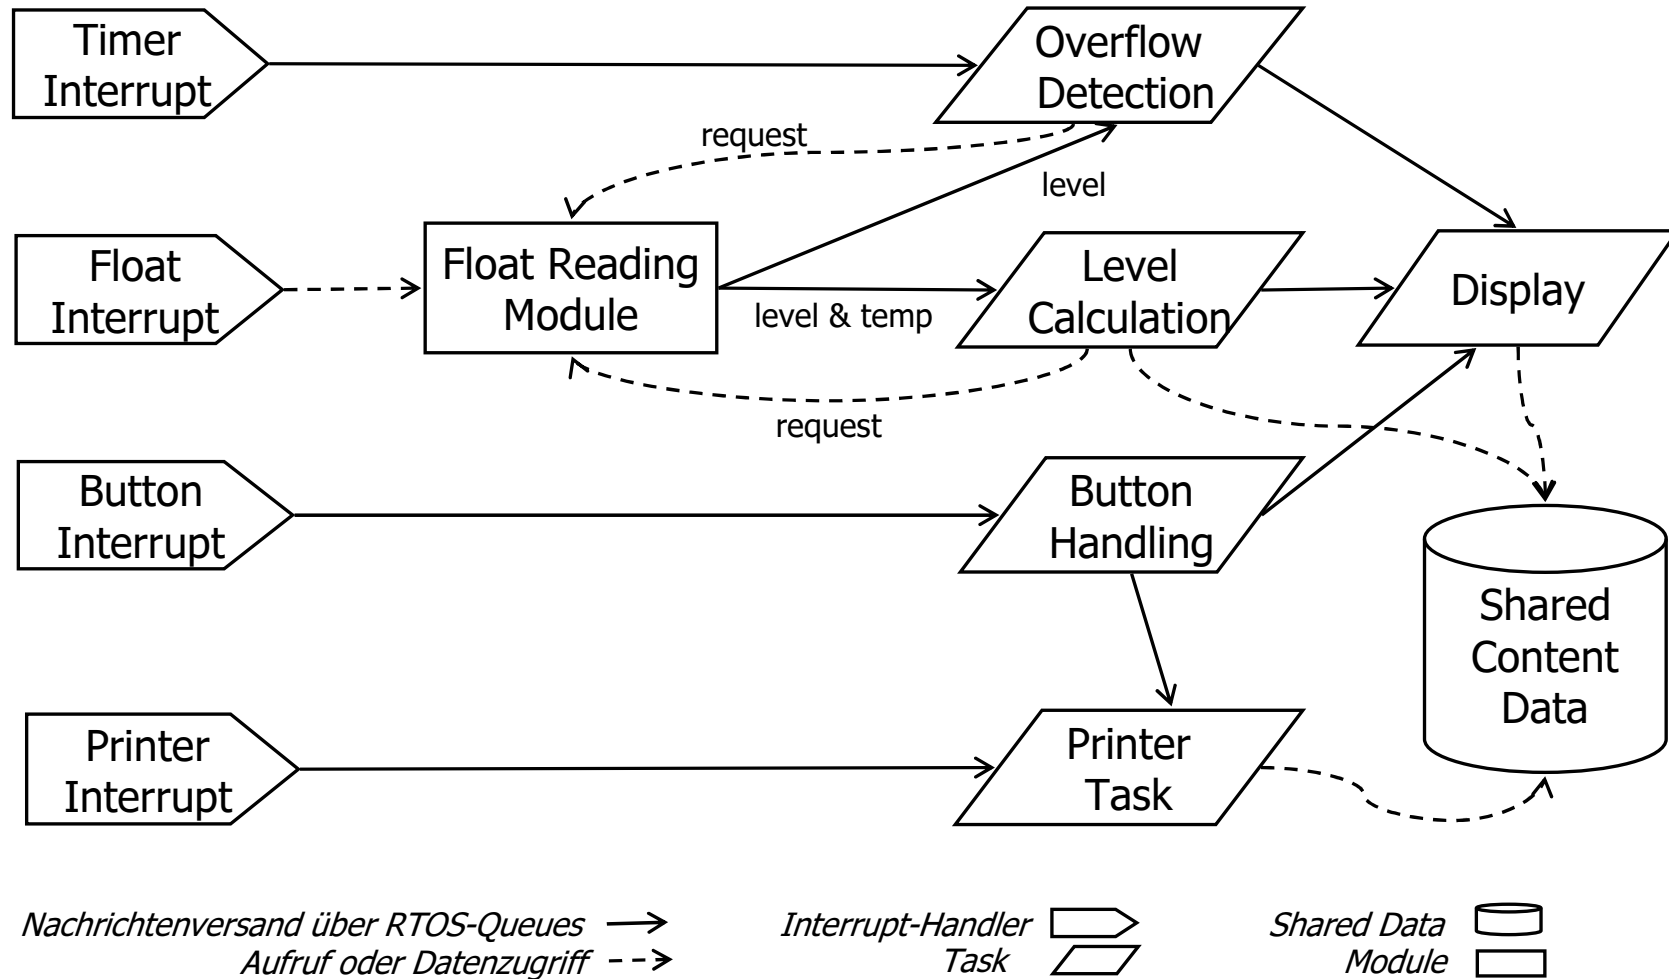 Timer
Interrupt
Overflow
Detection
request
level
Float
Interrupt
Float Reading
Module
level & temp
Level
Calculation
Display
request
Button
Interrupt
Button
Handling
Shared
Content
Data
Printer
Interrupt
Printer
Task
Nachrichtenversand über RTOS-Queues
Aufruf oder Datenzugriff
Interrupt-Handler
Task
Shared Data
Module